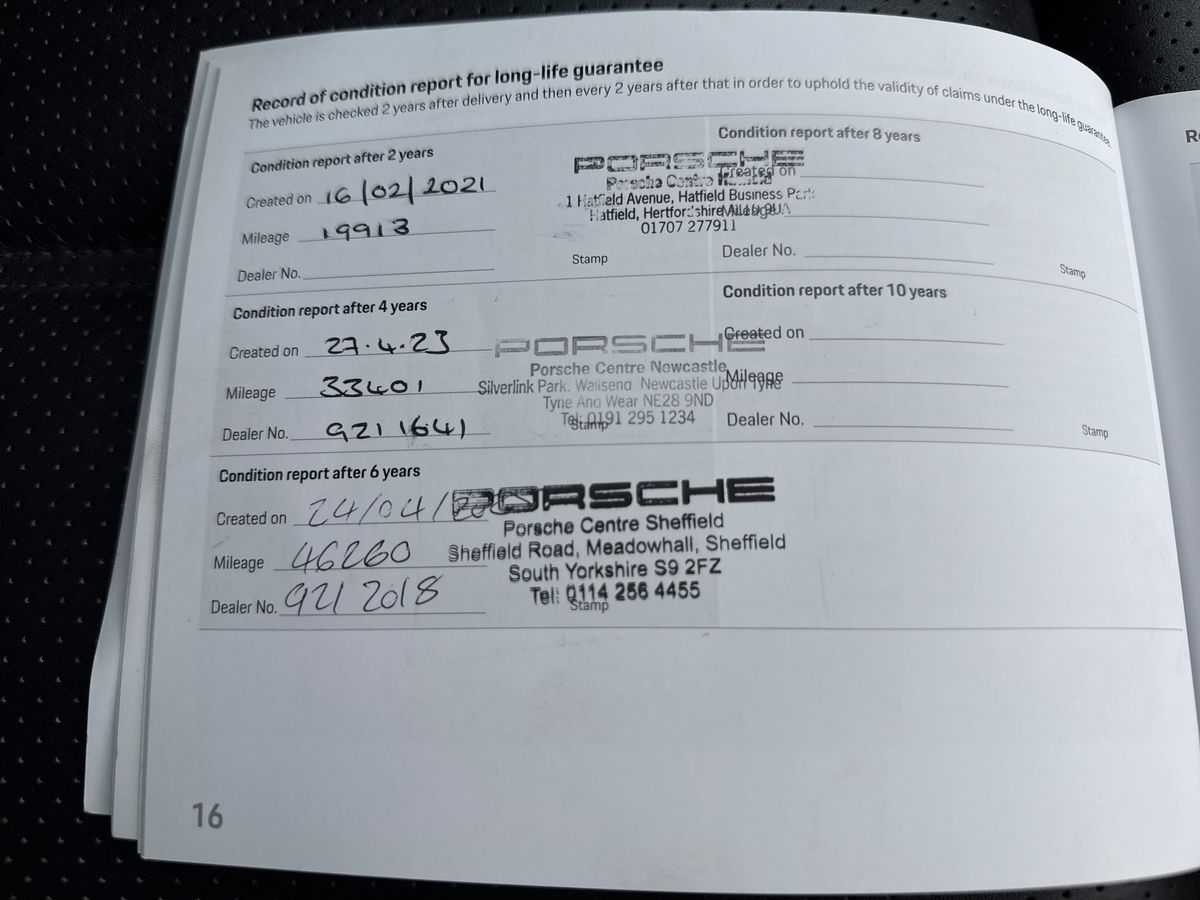 Record of condition report for long-life guarantee
The vehicle is checked 2 years after delivery and then every 2 years after that in order to uphold the validity of claims under the long-life guarantee.
Condition report after 2 years
Created on 16/02/2021
Mileage 19913
Dealer No.
PORSCHE
Porsche Centre Hatfield
1 Hatfield Avenue, Hatfield Business Park
Hatfield, Hertfordshire AL10 9UA
01707 277911
Stamp
Condition report after 4 years
Created on 27.4.23
Mileage 33401
Dealer No. 9211641
PORSCHE
Porsche Centre Newcastle
Silverlink Park. Wallsend Newcastle Upon Tyne
Tyne And Wear NE28 9ND
Tel: 0191 295 1234
Stamp
Condition report after 6 years
Created on 24/04/
Mileage 46260
Dealer No. 921 2018
PORSCHE
Porsche Centre Sheffield
Sheffield Road, Meadowhall, Sheffield
South Yorkshire S9 2FZ
Tel: 0114 256 4455
Stamp
Condition report after 8 years
Created on
Mileage
Dealer No.
Stamp
Condition report after 10 years
Created on
Mileage
Dealer No.
Stamp
16